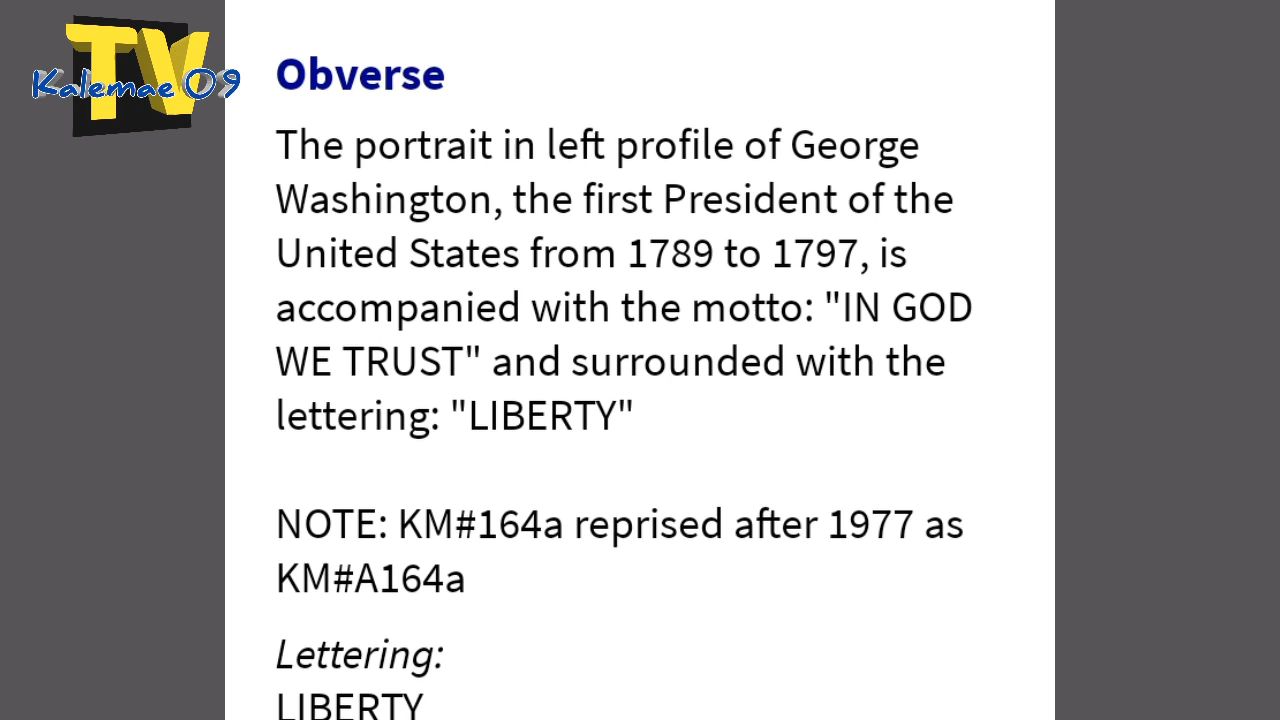 TV
Kalemae O9
Obverse
The portrait in left profile of George
Washington, the first President of the
United States from 1789 to 1797, is
accompanied with the motto: "IN GOD
WE TRUST" and surrounded with the
lettering: "LIBERTY"
NOTE: KM#164a reprised after 1977 as
KM#A164a
Lettering:
LIBERTY